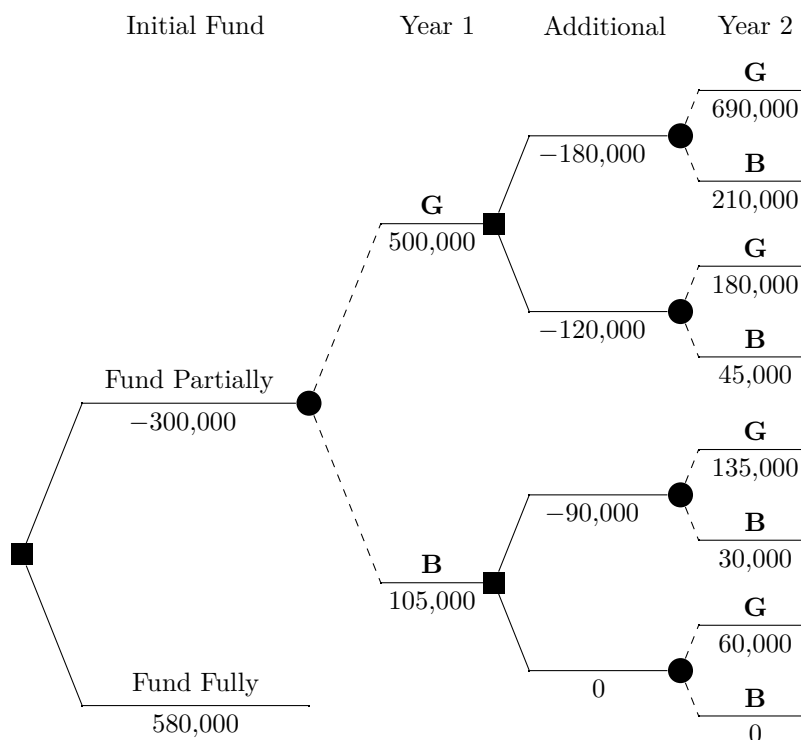 Initial Fund Year 1 Additional Year 2
G
690,000
−180,000
B
210,000
G
500,000
G
180,000
−120,000
B
45,000
Fund Partially
−300,000
G
135,000
−90,000
B
30,000
B
105,000
G
60,000
0
B
0
Fund Fully
580,000